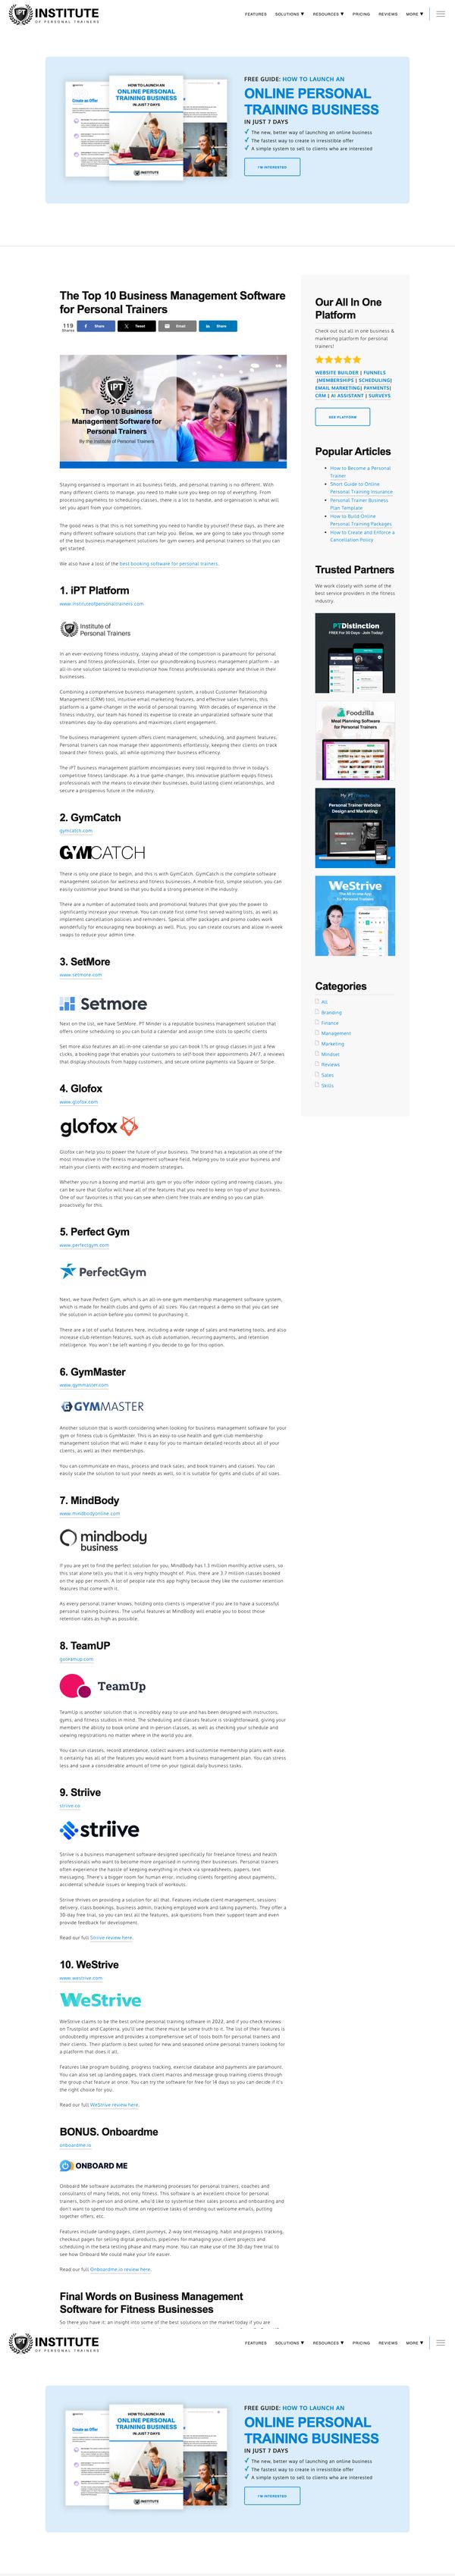 INSTITUTE
OF PERSONAL TRAINERS
FEATURES SOLUTIONS ▼ RESOURCES ▼ PRICING REVIEWS MORE ▼
HOW TO LAUNCH AN
ONLINE PERSONAL
TRAINING BUSINESS
IN JUST 7 DAYS
Create an Offer
INSTITUTE
FREE GUIDE: HOW TO LAUNCH AN
ONLINE PERSONAL
TRAINING BUSINESS
IN JUST 7 DAYS
✓ The new, better way of launching an online business
✓ The fastest way to create in irresistible offer
✓ A simple system to sell to clients who are interested
I'M INTERESTED
The Top 10 Business Management Software
for Personal Trainers
119
Shares
Share
Tweet
Email
Share
IPT
The Top 10 Business
Management Software for
Personal Trainers
By the Institute of Personal Trainers
Staying organised is important in all business fields, and personal training is no different. With
many different clients to manage, you need to make sure you keep on top of everything. From
taking payments to scheduling classes, there is a lot to handle, and organisation is what will
set you up for success.
The good news is that there are some handy and powerful business management software
solutions for personal trainers that can help you. Below, we are going to take you through some
of the best business management software for gym owners and personal trainers so that you can
get started.
We also have a list of the best booking software for personal trainers.
1. iPT Platform
www.instituteofpersonaltrainers.com
Institute of
Personal Trainers
In an ever-evolving fitness industry, staying ahead of the competition is paramount for personal
trainers and fitness professionals. Enter our groundbreaking management platform – an
all-in-one solution tailored to revolutionise how fitness professionals operate and thrive in their
businesses.
Combining a comprehensive business management system, a robust Customer Relationship
Management (CRM) tool, intuitive email marketing capabilities, and seamless sales funnels, this
platform is a game-changer in the world of personal training. With decades of experience in the
fitness industry, our team has honed its expertise to create an unparalleled software suite that
streamlines day-to-day operations and maximises client engagement.
The business management system offers client management, scheduling, and payment features.
Personal trainers can now manage their appointments effortlessly, keeping their clients on track
toward their fitness goals, all while optimising their business efficiency.
The iPT business management platform encompasses every tool required to thrive in today's
competitive fitness landscape. As a true game-changer, this innovative platform equips fitness
professionals with the means to elevate their businesses, build lasting client relationships, and
secure a prosperous future in the industry.
2. GymCatch
gymcatch.com
GYMCATCH
There is only one place to begin, and this is with GymCatch. GymCatch is the complete software
management solution for wellness and fitness businesses. A mobile-first, simple solution, you can
easily customise your brand so that you build a strong presence in the industry.
There are a number of automated tools and promotional features that give you the power to
significantly increase your revenue. You can create first come first served waiting lists, as well as
implement cancellation policies and reminders. Special offer packages and promo codes work
wonderfully for encouraging new bookings as well. Plus, you can create courses and allow in-week
swaps to reduce your admin time.
3. SetMore
www.setmore.com
Setmore
Next on the list, we have SetMore. PT Minder is a reputable business management solution that
offers online scheduling so you can build a calendar and assign time slots to specific clients
Set More also features an all-in-one calendar, so you can keep track of all your classes in just a few
clicks, a booking page that enables your customers to self-book their appointments 24/7, a reviews
that display shoutouts from happy customers, and secure online payments via Square or Stripe.
4. Glofox
www.glofox.com
glofox
Glofox can help you to power the future of your business. The brand has a reputation as one of the
most innovative in the fitness management software field, helping you to scale your business and
retain your clients with exciting and modern strategies.
Whether you run a boxing and martial arts gym or you offer indoor cycling and rowing classes, you
can be sure that Glofox will have all of the features that you need to keep on top of your business.
One of our favourites is that you can see when client free trials are ending so you can plan
proactively for this.
5. Perfect Gym
www.perfectgym.com
PerfectGym
Next, we have Perfect Gym, which is an all-in-one gym membership management software system,
which is made for health clubs and gyms of all sizes. You can request a demo so that you can see
the solution in action before you commit to purchasing it.
There are a lot of useful features here, including a wide range of sales and marketing tools, and also
increase club retention features, such as club automation, recurring payments, and retention
intelligence. You won't be left wanting if you decide to go for this option.
6. GymMaster
www.gymmaster.com
GYMMASTER
Another solution that is worth considering when looking for business management software for your
gym or fitness club is GymMaster. This is an easy-to-use health and gym club membership
management solution that will make it easy for you to maintain detailed records about all of your
clients, as well as their memberships.
You can communicate en mass, process and track sales, and book trainers and classes. You can
easily scale the solution to suit your needs as well, so it is suitable for gyms and clubs of all sizes.
7. MindBody
www.mindbodyonline.com
mindbody
business
If you are yet to find the perfect solution for you, MindBody has 1.3 million monthly active users, so
this stat alone tells you that it is very highly thought of. Plus, there are 3.7 million classes booked
on the app per month. A lot of people rate this app highly because they like the customer retention
features that come with it.
As every personal trainer knows, holding onto clients is imperative if you are to have a successful
personal training business. The useful features at MindBody will enable you to boost those
retention rates as high as possible.
8. TeamUP
goteamup.com
TeamUp
TeamUp is another solution that is incredibly easy to use and has been designed with instructors,
gyms, and fitness studios in mind. The scheduling and classes feature is straightforward, giving
members the ability to book online and in-person classes, as well as checking your schedule and
viewing registrations no matter where in the world you are.
You can run classes, record attendance, collect waivers and customise membership plans with ease.
It certainly has all of the features you would want from a business management plan. You can stress
less and save a considerable amount of time on your typical daily business tasks.
9. Striive
striive.co
striive
Striive is a business management software designed specifically for freelance fitness and health
professionals who want to become more organised in running their businesses. Personal trainers
often experience the hassle of keeping everything in check via spreadsheets, papers, text
messaging. There's a bigger room for human error, including clients forgetting about payments,
accidental schedule issues or keeping track of workouts.
Striive thrives on providing a solution for all that. Features include client management, sessions
delivery, class bookings, business admin, tracking employed work and taking payments. They offer a
30-day free trial, so you can test all the features, ask questions from their support team and even
provide feedback for development.
Read our full Striive review here.
10. WeStrive
www.westrive.com
WeStrive
WeStrive claims to be the best online personal training software in 2022, and if you check reviews
on Trustpilot and Capterra, you'll see that there must be some truth to it. The list of their features is
undoubtedly impressive and provides a comprehensive set of tools both for personal trainers and
their clients. Their platform is best suited for new and seasoned online personal trainers looking for
a platform that does it all.
Features like program building, progress tracking, exercise database and payments are paramount.
You can also set up landing pages, track client macros and message group training clients through
the group chat feature at once. You can try the software for free for 14 days so you can decide if it's
the right choice for you.
Read our full WeStrive review here.
BONUS. Onboardme
onboardme.io
ONBOARD ME
Onboard Me software automates the marketing processes for personal trainers, coaches and
consultants of many fields, not only fitness. This software is an excellent choice for personal
trainers, both in-person and online, who'd like to systemise their sales process and onboarding and
don't want to spend too much time on repetitive tasks of sending out welcome emails, putting
together offers, etc.
Features include landing pages, client journeys, 2-way text messaging, habit and progress tracking,
checkout pages for selling digital products, pipelines for managing your client onboarding and
scheduling in the beta resting phase and many more. You can make use of the 30-day free trial to
see how Onboard Me could make your life easier.
Read our full Onboardme.io review here.
Final Words on Business Management
Software for Fitness Businesses
So there you have it: an insight into some of the best solutions on the market today if you are
Our All In One
Platform
Check out out all in one business &
marketing platform for personal
trainers!
WEBSITE BUILDER | FUNNELS
|MEMBERSHIPS | SCHEDULING|
EMAIL MARKETING| PAYMENTS|
CRM | AI ASSISTANT | SURVEYS
SEE PLATFORM
Popular Articles
How to Become a Personal
Trainer
Short Guide to Online
Personal Training Insurance
Personal Trainer Business
Plan Template
How to Build Online
Personal Training Packages
How to Create and Enforce a
Cancellation Policy
Trusted Partners
We work closely with some of the
best service providers in the fitness
industry.
PTDistinction
FREE for 30 Days - Join Today!
Foodzilla
Meal Planning Software
for Personal Trainers
My PT Website
Personal Trainer Website
Design and Marketing
WeStrive
The All-In-One
Platform
Categories
All
Branding
Finance
Management
Marketing
Mindset
Reviews
Sales
Skills
INSTITUTE
OF PERSONAL TRAINERS
FEATURES SOLUTIONS ▼ RESOURCES ▼ PRICING REVIEWS MORE ▼
HOW TO LAUNCH AN
ONLINE PERSONAL
TRAINING BUSINESS
IN JUST 7 DAYS
Create an Offer
INSTITUTE
FREE GUIDE: HOW TO LAUNCH AN
ONLINE PERSONAL
TRAINING BUSINESS
IN JUST 7 DAYS
✓ The new, better way of launching an online business
✓ The fastest way to create in irresistible offer
✓ A simple system to sell to clients who are interested
I'M INTERESTED